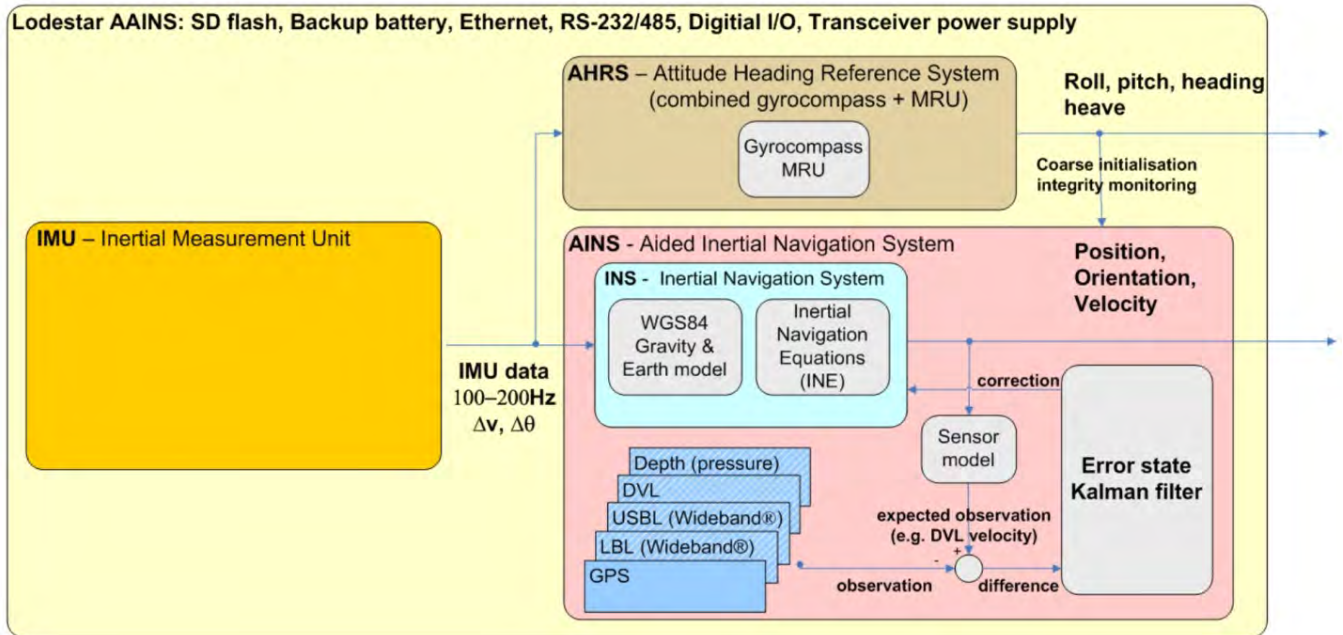 Lodestar AAINS: SD flash, Backup battery, Ethernet, RS-232/485, Digitial I/O, Transceiver power supply
AHRS – Attitude Heading Reference System
(combined gyrocompass + MRU)
Gyrocompass
MRU
Roll, pitch, heading
heave
Coarse initialisation
integrity monitoring
IMU – Inertial Measurement Unit
IMU data
100–200Hz
Δv, Δθ
AINS - Aided Inertial Navigation System
Position,
Orientation,
Velocity
INS - Inertial Navigation System
WGS84
Gravity &
Earth model
Inertial
Navigation
Equations
(INE)
correction
Sensor
model
Error state
Kalman filter
Depth (pressure)
DVL
USBL (Wideband®)
LBL (Wideband®)
GPS
expected observation
(e.g. DVL velocity)
+
-
observation
difference